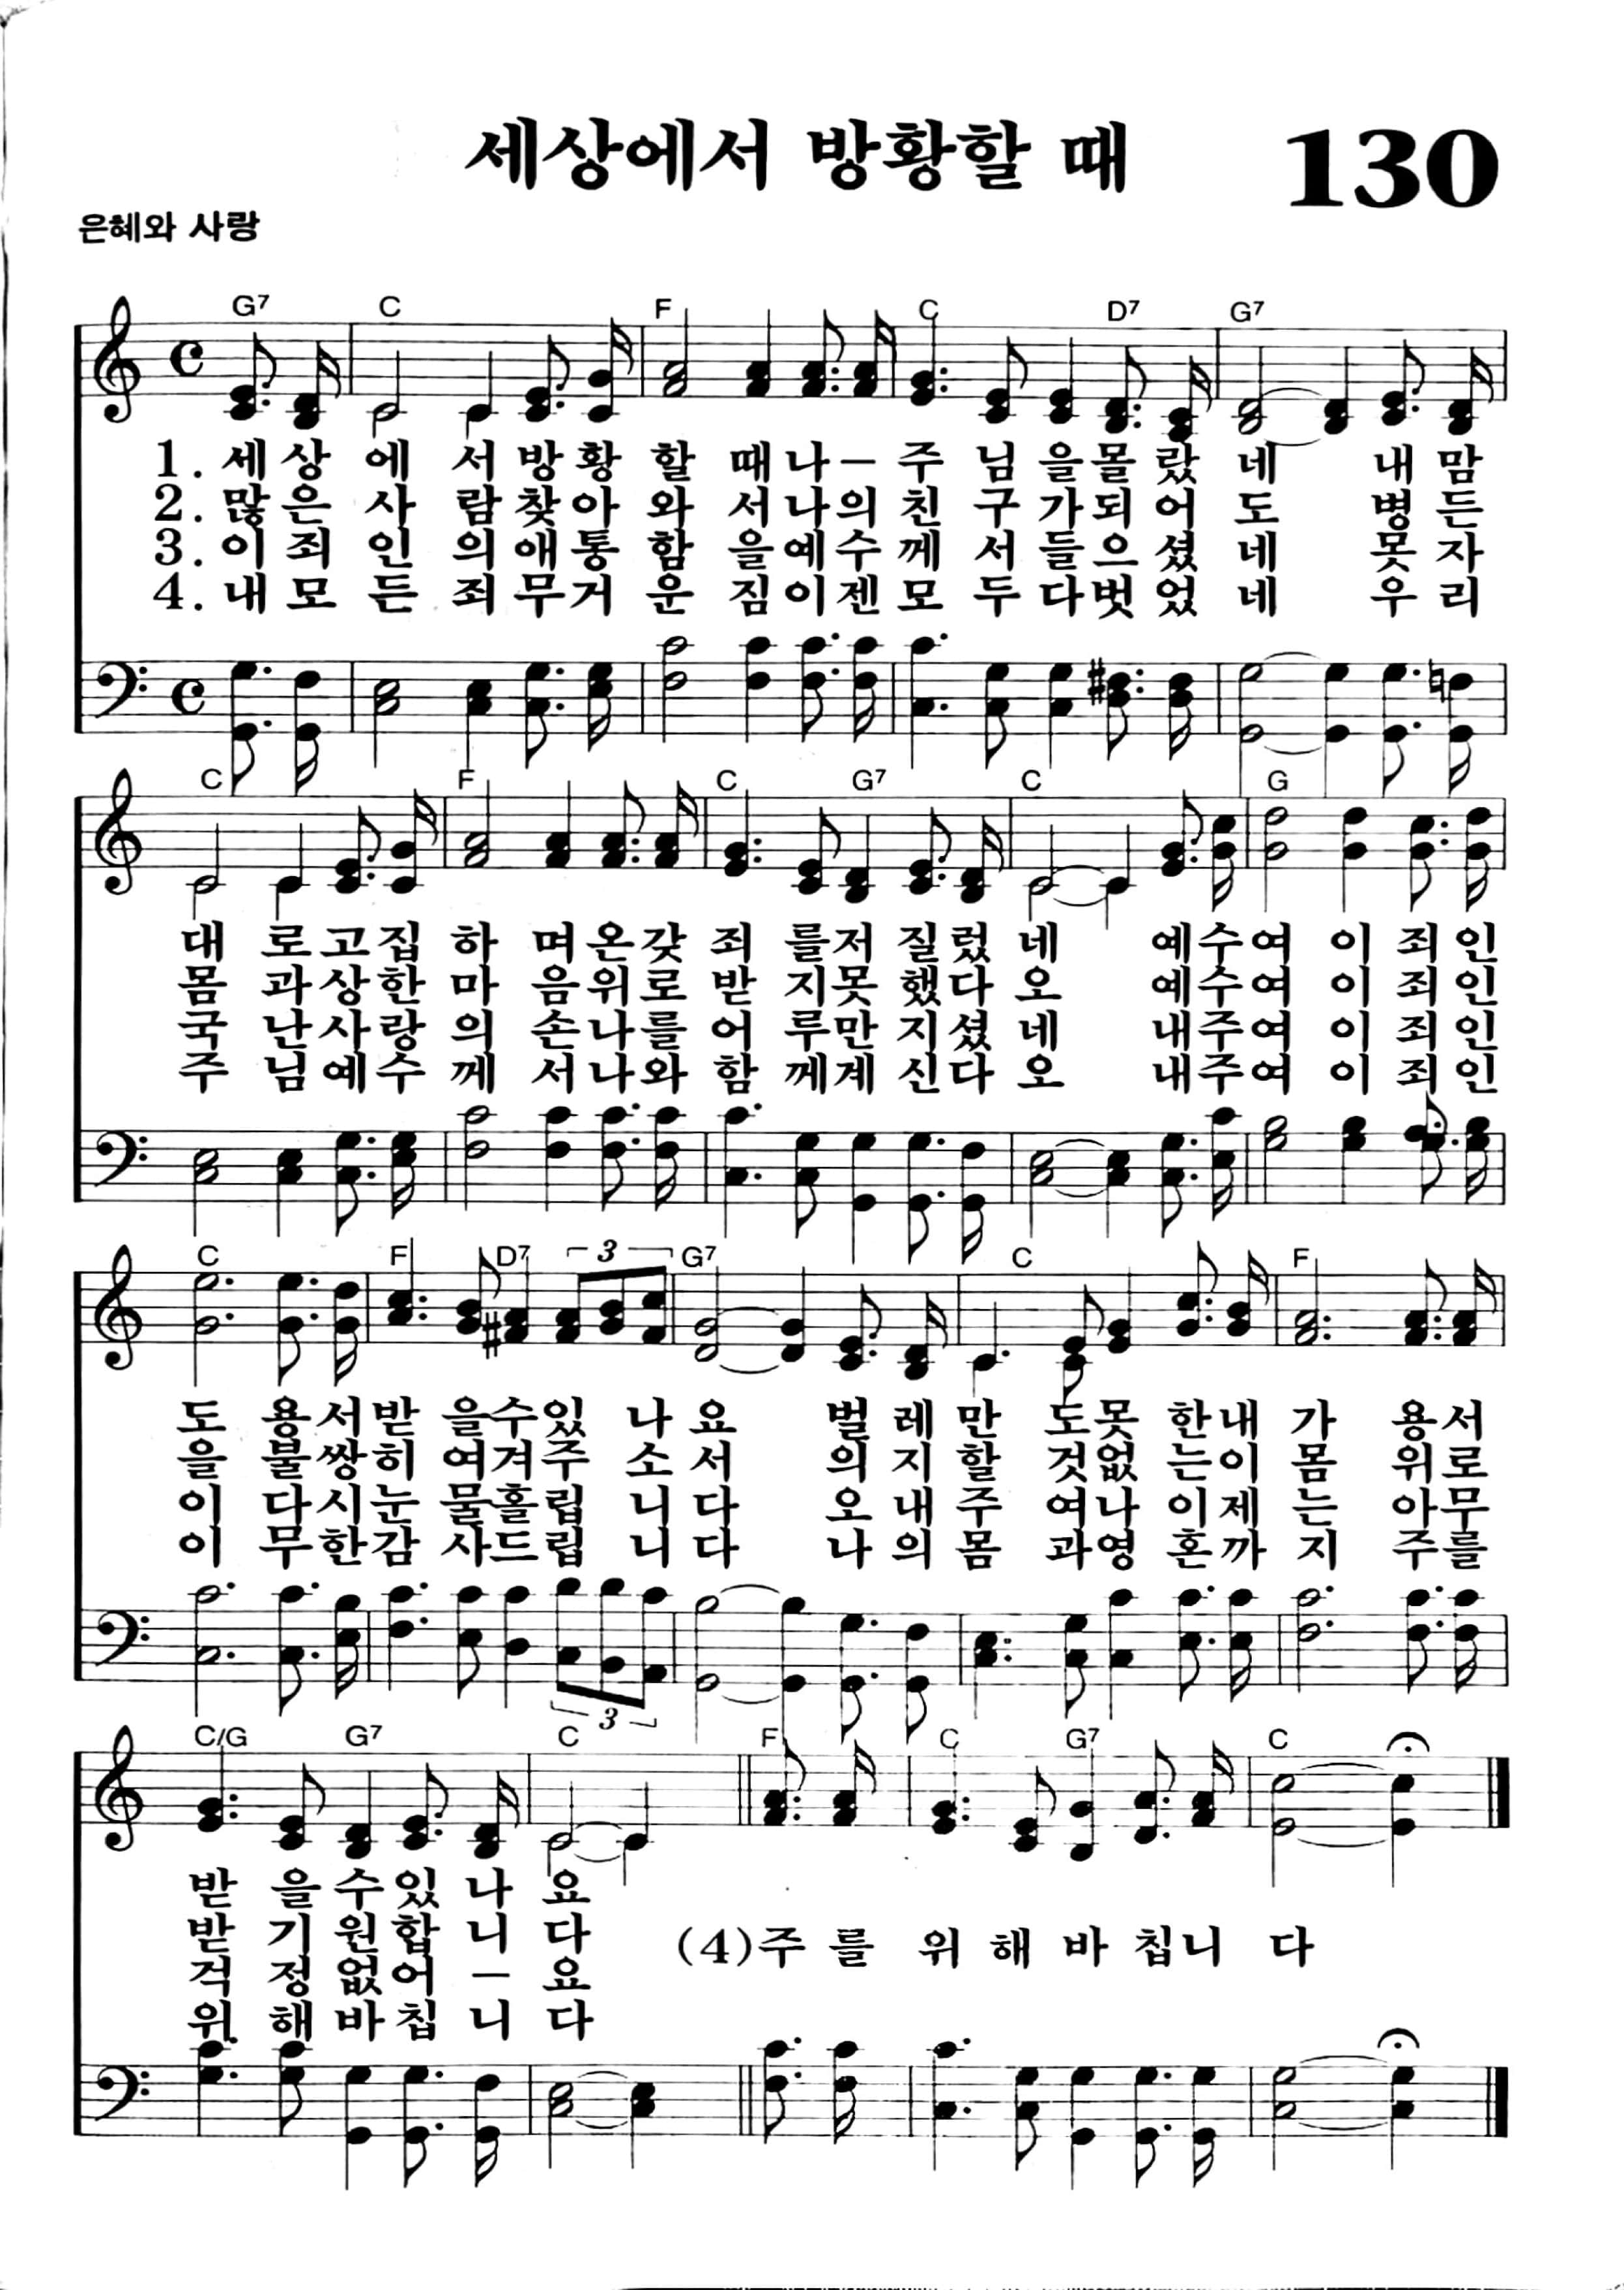 세상에서 방황할 때 130
은혜와 사랑
G7 C F C D7 G7
1. 세 상 에 서 방 황 할 때 나 – 주 님 을 몰 랐 네 내 맘
2. 많 은 사 람 찾 아 와 서 나 의 친 구 가 되 어 도 병 든
3. 이 죄 인 의 애 통 함 을 예 수 께 서 들 으 셨 네 못 자
4. 내 모 든 죄 무 거 운 짐 이 젠 모 두 다 벗 었 네 우 리
C F C G7 C G
대 로 고 집 하 며 온 갖 죄 를 저 질 렀 네 예 수 여 이 죄 인
몸 과 상 한 마 음 위 로 받 지 못 했 다 오 예 수 여 이 죄 인
국 난 사 랑 의 손 나 를 어 루 만 지 셨 네 내 주 여 이 죄 인
주 님 예 수 께 서 나 와 함 께 계 신 다 오 내 주 여 이 죄 인
C F D7 3 G7 C F
도 용 서 받 을 수 있 나 요 벌 레 만 도 못 한 내 가 용 서
을 불 쌍 히 여 겨 주 소 서 의 지 할 것 없 는 이 몸 위 로
이 다 시 눈 물 흘 립 니 다 오 내 주 여 나 이 제 는 아 무
이 무 한 감 사 드 립 니 다 나 의 몸 과 영 혼 까 지 주 를
3
C/G G7 C F C G7 C
받 을 수 있 나 요
받 기 원 합 니 다
(4) 주 를 위 해 바 칩 니 다
걱 정 없 어 – 요
위 해 바 칩 니 다